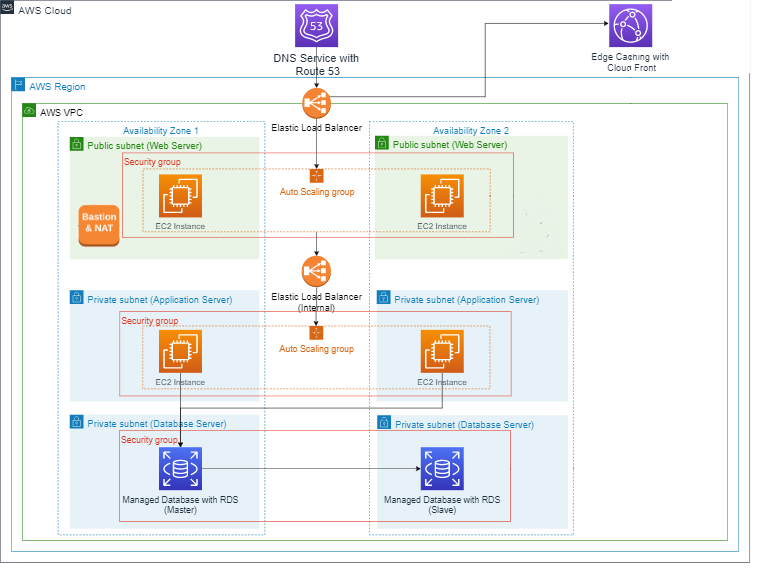 aws
AWS Cloud
53
DNS Service with
Route 53
Edge Caching with
Cloud Front
AWS Region
AWS VPC
Elastic Load Balancer
Availability Zone 1
Availability Zone 2
Public subnet (Web Server)
Public subnet (Web Server)
Security group
Auto Scaling group
Bastion
& NAT
EC2 Instance
EC2 Instance
Elastic Load Balancer
(Internal)
Private subnet (Application Server)
Private subnet (Application Server)
Security group
Auto Scaling group
EC2 Instance
EC2 Instance
Private subnet (Database Server)
Private subnet (Database Server)
Security group
Managed Database with RDS
(Master)
Managed Database with RDS
(Slave)